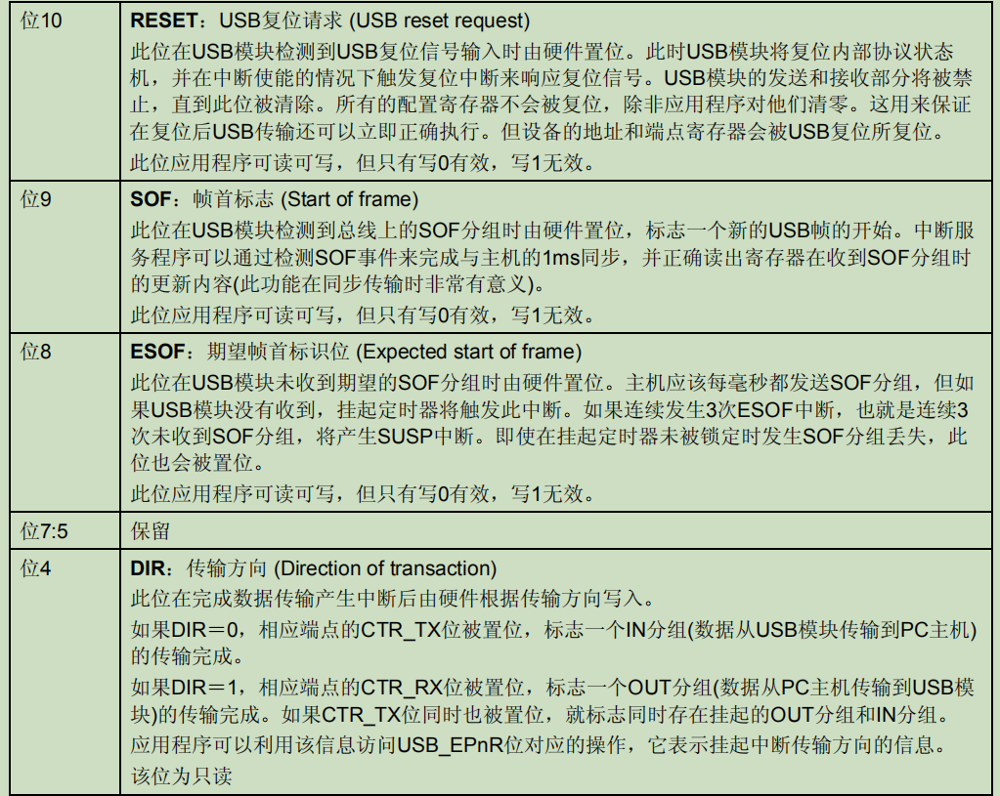 位10
RESET：USB复位请求 (USB reset request)
此位在USB模块检测到USB复位信号输入时由硬件置位。此时USB模块将复位内部协议状态
机，并在中断使能的情况下触发复位中断来响应复位信号。USB模块的发送和接收部分将被禁
止，直到此位被清除。所有的配置寄存器不会被复位，除非应用程序对他们清零。这用来保证
在复位后USB传输还可以立即正确执行。但设备的地址和端点寄存器会被USB复位所复位。
此位应用程序可读可写，但只有写0有效，写1无效。
位9
SOF：帧首标志 (Start of frame)
此位在USB模块检测到总线上的SOF分组时由硬件置位，标志一个新的USB帧的开始。中断服
务程序可以通过检测SOF事件来完成与主机的1ms同步，并正确读出寄存器在收到SOF分组时
的更新内容(此功能在同步传输时非常有意义)。
此位应用程序可读可写，但只有写0有效，写1无效。
位8
ESOF：期望帧首标识位 (Expected start of frame)
此位在USB模块未收到期望的SOF分组时由硬件置位。主机应该每毫秒都发送SOF分组，但如
果USB模块没有收到，挂起定时器将触发此中断。如果连续发生3次ESOF中断，也就是连续3
次未收到SOF分组，将产生SUSP中断。即使在挂起定时器未被锁定时发生SOF分组丢失，此
位也会被置位。
此位应用程序可读可写，但只有写0有效，写1无效。
位7:5
保留
位4
DIR：传输方向 (Direction of transaction)
此位在完成数据传输产生中断后由硬件根据传输方向写入。
如果DIR＝0，相应端点的CTR_TX位被置位，标志一个IN分组(数据从USB模块传输到PC主机)
的传输完成。
如果DIR＝1，相应端点的CTR_RX位被置位，标志一个OUT分组(数据从PC主机传输到USB模
块)的传输完成。如果CTR_TX位同时也被置位，就标志同时存在挂起的OUT分组和IN分组。
应用程序可以利用该信息访问USB_EPnR位对应的操作，它表示挂起中断传输方向的信息。
该位为只读